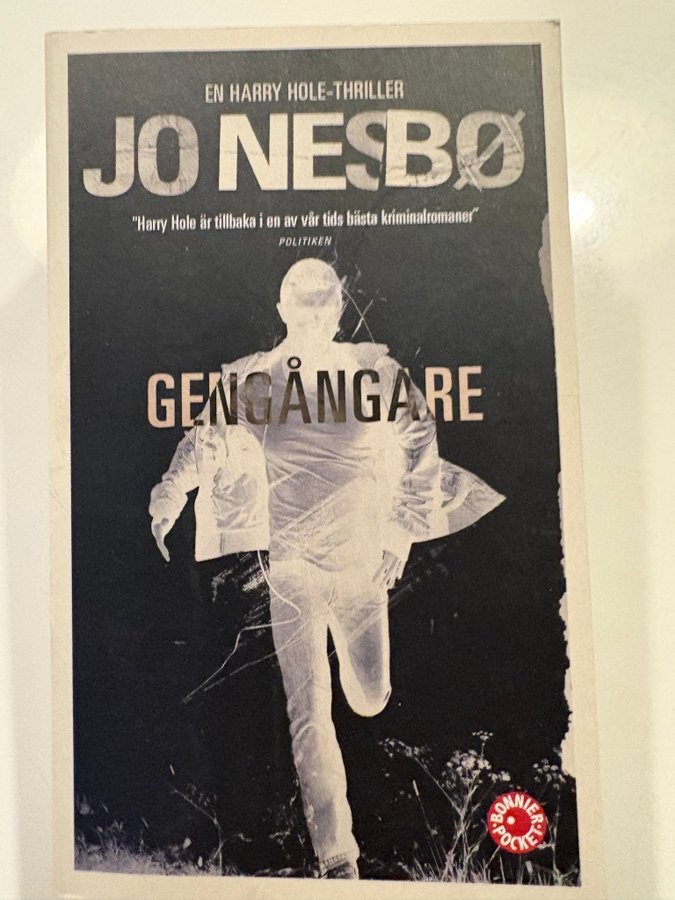 EN HARRY HOLE-THRILLER
JO NESBØ
"Harry Hole är tillbaka i en av vår tids bästa kriminalromaner"
POLITIKEN
GENGÅNGARE
·BONNIER·
POCKET